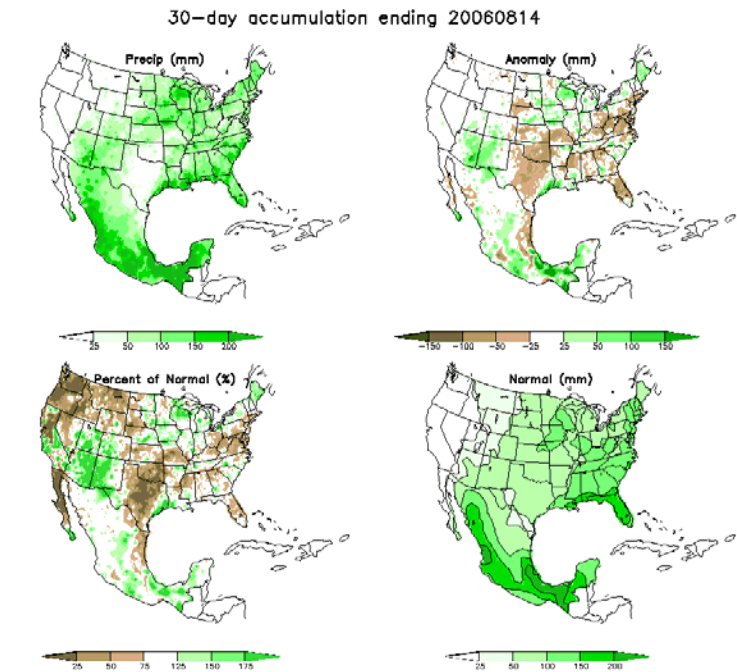 30-day accumulation ending 20060814
Precip (mm)
Anomaly (mm)
25 50 100 150 200
-150 -100 -50 -25 25 50 100 150
Percent of Normal (%)
Normal (mm)
25 50 75 125 150 175
25 50 100 150 200